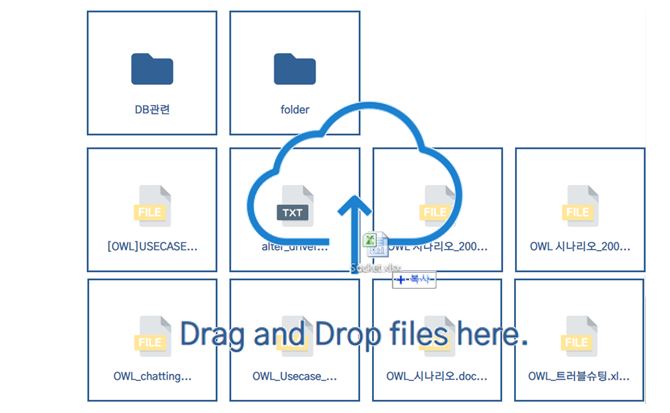 DB관련
folder
FILE
TXT
FILE
FILE
[OWL]USECASE...
alter_driver...
OWL 시나리오_200...
OWL 시나리오_200...
Socket.xlsx
복사
Drag and Drop files here.
FILE
FILE
FILE
FILE
OWL_chatting...
OWL_Usecase_...
OWL_시나리오.doc...
OWL_트러블슈팅.xl...